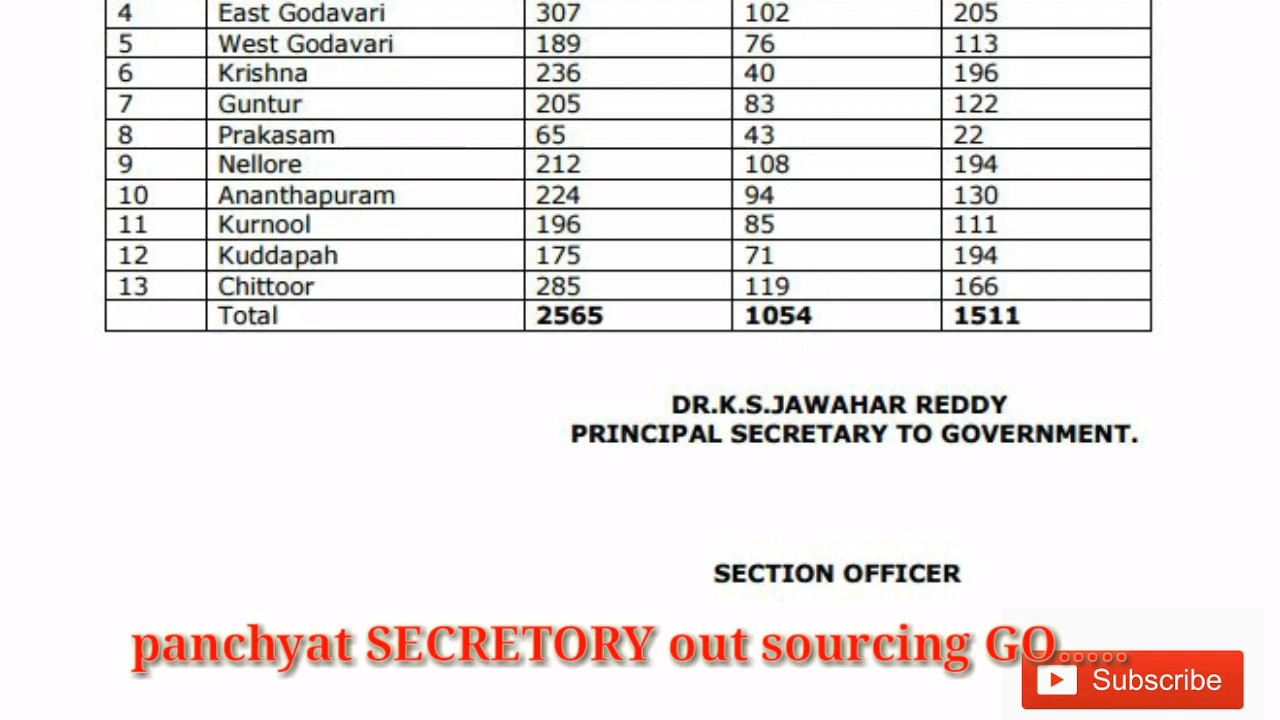 4 East Godavari 307 102 205
5 West Godavari 189 76 113
6 Krishna 236 40 196
7 Guntur 205 83 122
8 Prakasam 65 43 22
9 Nellore 212 108 194
10 Ananthapuram 224 94 130
11 Kurnool 196 85 111
12 Kuddapah 175 71 194
13 Chittoor 285 119 166
Total 2565 1054 1511
DR.K.S.JAWAHAR REDDY
PRINCIPAL SECRETARY TO GOVERNMENT.
SECTION OFFICER
panchyat SECRETORY out sourcing GO.....
Subscribe